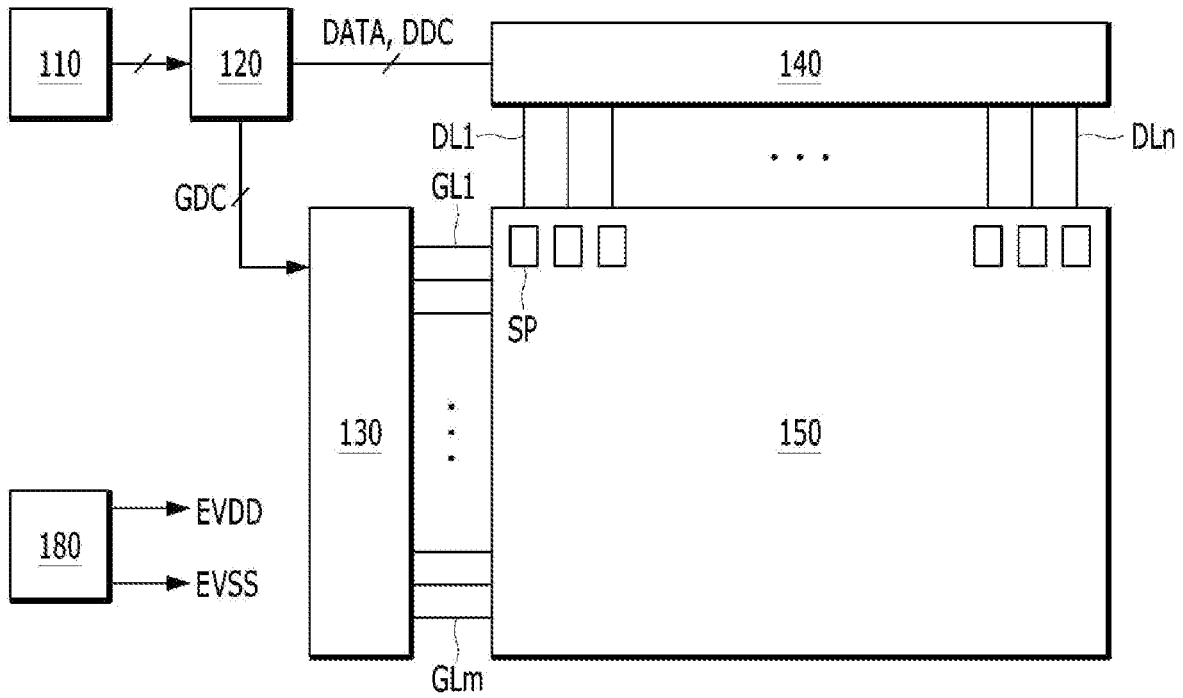 110
120
DATA, DDC
140
DL1
. . .
DLn
GDC
GL1
SP
130
150
180
EVDD
EVSS
GLm